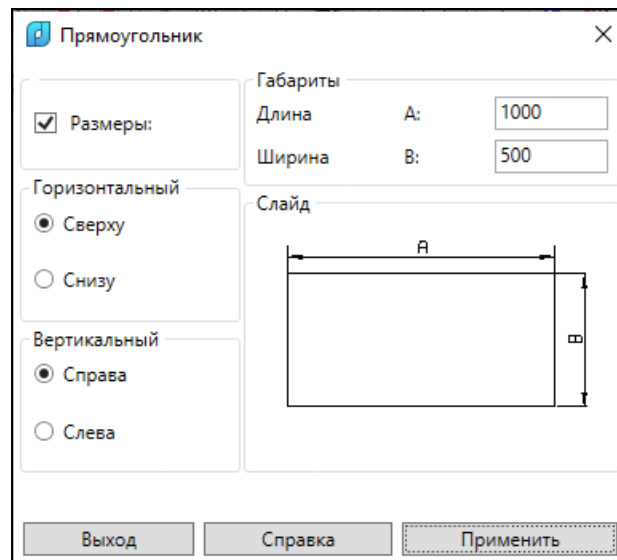 Прямоугольник
Размеры:
Габариты
Длина A: 1000
Ширина B: 500
Горизонтальный
Сверху
Снизу
Вертикальный
Справа
Слева
Слайд
A
B
Выход Справка Применить